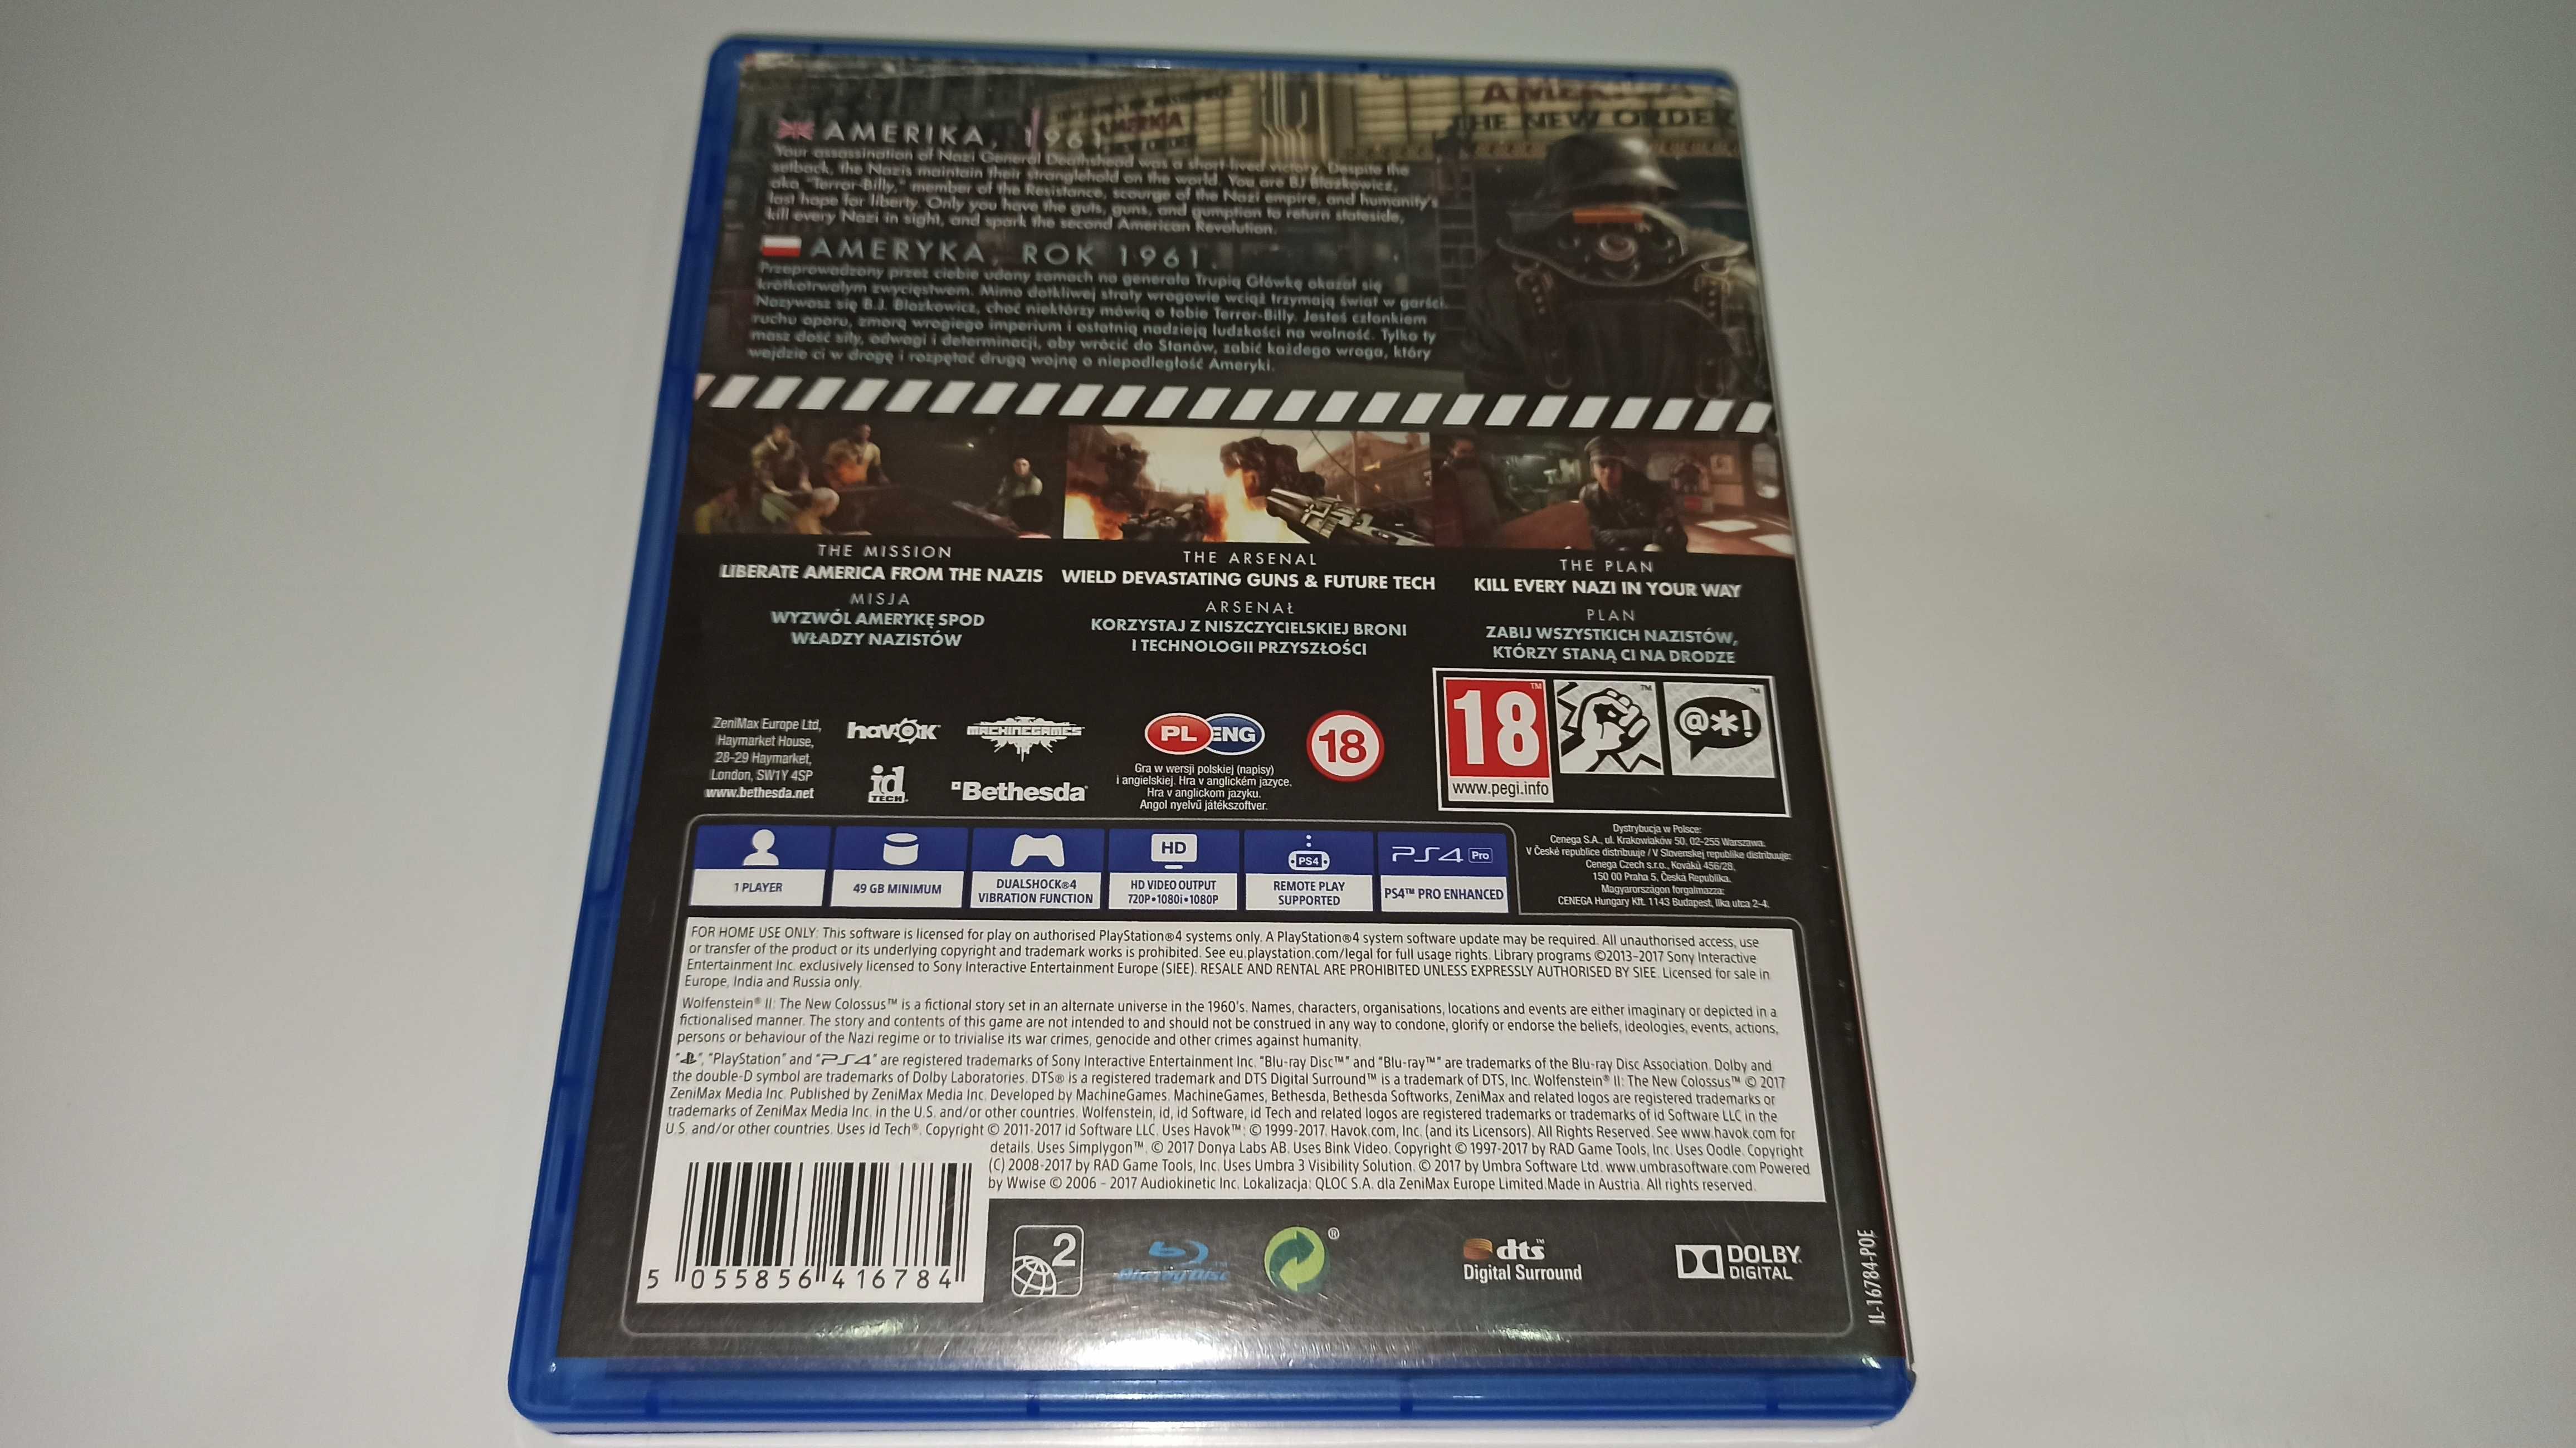 AMERIKA
THE NEW ORDER
AMERIKA, 1961.
Your assassination of Nazi General Deathshead was a short-lived victory. Despite the
setback, the Nazis maintain their stranglehold on the world. You are BJ Blazkowicz,
aka "Terror-Billy," member of the Resistance, scourge of the Nazi empire, and humanity's
last hope for liberty. Only you have the guts, guns, and gumption to return stateside,
kill every Nazi in sight, and spark the second American Revolution.
AMERYKA, ROK 1961.
Przeprowadzony przez ciebie udany zamach na generała Trupią Główkę okazał się
krótkotrwałym zwycięstwem. Mimo dotkliwej straty wrogowie wciąż trzymają świat w garści.
Nazywasz się B.J. Blazkowicz, choć niektórzy mówią o tobie Terror-Billy. Jesteś członkiem
ruchu oporu, zmorą wrogiego imperium i ostatnią nadzieją ludzkości na wolność. Tylko ty
masz dość siły, odwagi i determinacji, aby wrócić do Stanów, zabić każdego wroga, który
wejdzie ci w drogę i rozpętać drugą wojnę o niepodległość Ameryki.
THE MISSION
LIBERATE AMERICA FROM THE NAZIS
MISJA
WYZWÓL AMERYKĘ SPOD
WŁADZY NAZISTÓW
THE ARSENAL
WIELD DEVASTATING GUNS & FUTURE TECH
ARSENAŁ
KORZYSTAJ Z NISZCZYCIELSKIEJ BRONI
I TECHNOLOGII PRZYSZŁOŚCI
THE PLAN
KILL EVERY NAZI IN YOUR WAY
PLAN
ZABIJ WSZYSTKICH NAZISTÓW,
KTÓRZY STANĄ CI NA DRODZE
ZeniMax Europe Ltd,
Haymarket House,
28-29 Haymarket,
London, SW1Y 4SP
www.bethesda.net
havok
MACHINEGAMES
id
TECH
Bethesda
PL ENG
Gra w wersji polskiej (napisy)
i angielskiej. Hra v anglickém jazyce.
Hra v anglickom jazyku.
Angol nyelvű játékszoftver.
18
18
www.pegi.info
@*!
1 PLAYER
49 GB MINIMUM
DUALSHOCK®4
VIBRATION FUNCTION
HD
HD VIDEO OUTPUT
720P•1080i•1080P
PS4
REMOTE PLAY
SUPPORTED
PS4 Pro
PS4™ PRO ENHANCED
Dystrybucja w Polsce:
Cenega S.A., ul. Krakowiaków 50, 02-255 Warszawa.
V České republice distribuuje / V Slovenskej republike distribuuje:
Cenega Czech s.r.o., Kováků 456/28,
150 00 Praha 5, Česká Republika.
Magyarországon forgalmazza:
CENEGA Hungary Kft. 1143 Budapest, Ilka utca 2-4.
FOR HOME USE ONLY: This software is licensed for play on authorised PlayStation®4 systems only. A PlayStation®4 system software update may be required. All unauthorised access, use
or transfer of the product or its underlying copyright and trademark works is prohibited. See eu.playstation.com/legal for full usage rights. Library programs ©2013-2017 Sony Interactive
Entertainment Inc. exclusively licensed to Sony Interactive Entertainment Europe (SIEE). RESALE AND RENTAL ARE PROHIBITED UNLESS EXPRESSLY AUTHORISED BY SIEE. Licensed for sale in
Europe, India and Russia only.
Wolfenstein® II: The New Colossus™ is a fictional story set in an alternate universe in the 1960's. Names, characters, organisations, locations and events are either imaginary or depicted in a
fictionalised manner. The story and contents of this game are not intended to and should not be construed in any way to condone, glorify or endorse the beliefs, ideologies, events, actions,
persons or behaviour of the Nazi regime or to trivialise its war crimes, genocide and other crimes against humanity.
"PlayStation" and "PS4" are registered trademarks of Sony Interactive Entertainment Inc. "Blu-ray Disc™" and "Blu-ray™" are trademarks of the Blu-ray Disc Association. Dolby and
the double-D symbol are trademarks of Dolby Laboratories. DTS® is a registered trademark and DTS Digital Surround™ is a trademark of DTS, Inc. Wolfenstein® II: The New Colossus™ © 2017
ZeniMax Media Inc. Published by ZeniMax Media Inc. Developed by MachineGames. MachineGames, Bethesda, Bethesda Softworks, ZeniMax and related logos are registered trademarks or
trademarks of ZeniMax Media Inc. in the U.S. and/or other countries. Wolfenstein, id, id Software, id Tech and related logos are registered trademarks or trademarks of id Software LLC in the
U.S. and/or other countries. Uses id Tech®. Copyright © 2011-2017 id Software LLC. Uses Havok™: © 1999-2017. Havok.com, Inc. (and its Licensors). All Rights Reserved. See www.havok.com for
details. Uses Simplygon™. © 2017 Donya Labs AB. Uses Bink Video. Copyright © 1997-2017 by RAD Game Tools, Inc. Uses Oodle. Copyright
(C) 2008-2017 by RAD Game Tools, Inc. Uses Umbra 3 Visibility Solution. © 2017 by Umbra Software Ltd. www.umbrasoftware.com Powered
by Wwise © 2006 - 2017 Audiokinetic Inc. Lokalizacja: QLOC S.A. dla ZeniMax Europe Limited.Made in Austria. All rights reserved.
5 055856 416784
2
Blu-ray Disc
®
dts™
Digital Surround
DOLBY
DIGITAL
IL-16784-POE